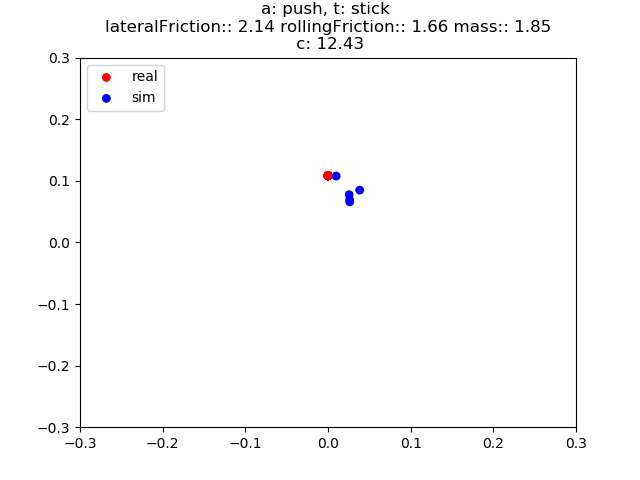 a: push, t: stick
lateralFriction:: 2.14 rollingFriction:: 1.66 mass:: 1.85
c: 12.43
real
sim
0.3
0.2
0.1
0.0
−0.1
−0.2
−0.3
−0.3 −0.2 −0.1 0.0 0.1 0.2 0.3